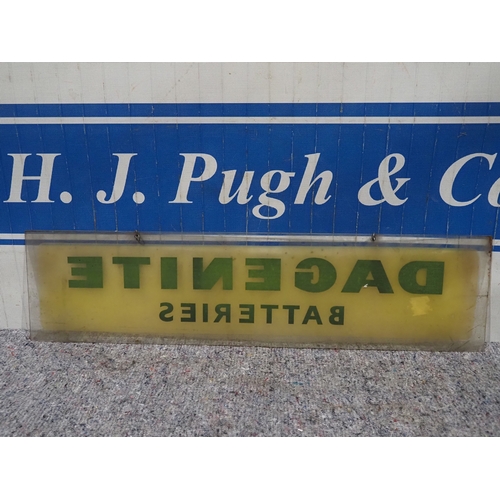 H. J. Pugh & Co
DAGENITE
BATTERIES